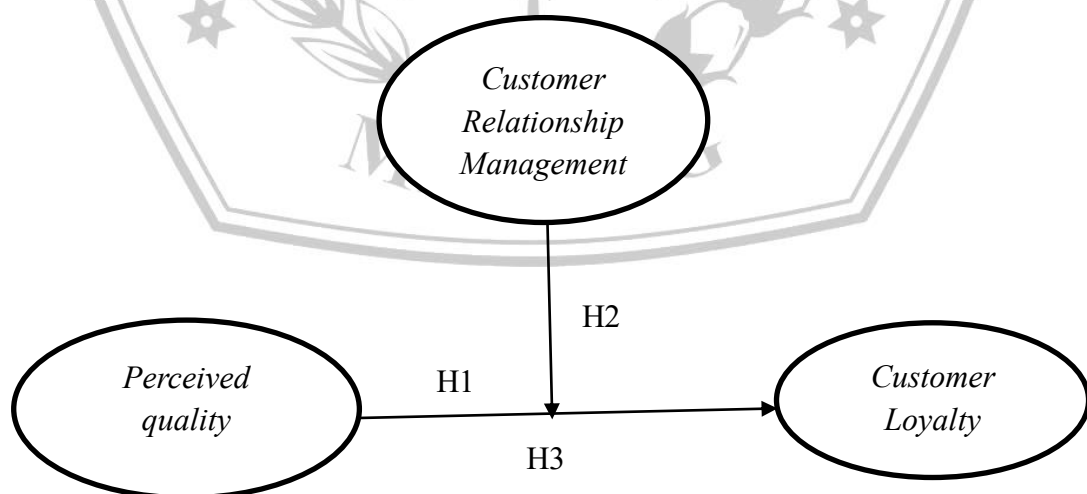 Customer
Relationship
Management
H2
Perceived
quality
H1
Customer
Loyalty
H3